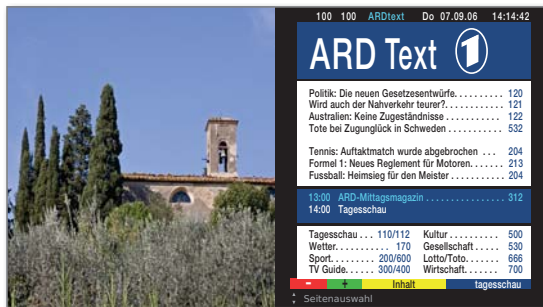 100 100 ARDtext Do 07.09.06 14:14:42
ARD Text 1
Politik: Die neuen Gesetzesentwürfe.......... 120
Wird auch der Nahverkehr teurer?............ 121
Australien: Keine Zugeständnisse ............ 122
Tote bei Zugunglück in Schweden ........... 532
Tennis: Auftaktmatch wurde abgebrochen ... 204
Formel 1: Neues Reglement für Motoren....... 213
Fussball: Heimsieg für den Meister ........... 204
13:00 ARD-Mittagsmagazin ................ 312
14:00 Tagesschau
Tagesschau ... 110/112 Kultur .......... 500
Wetter.......... 170 Gesellschaft ..... 530
Sport........ 200/600 Lotto/Toto........ 666
TV Guide...... 300/400 Wirtschaft........ 700
- + Inhalt tagesschau
Seitenauswahl